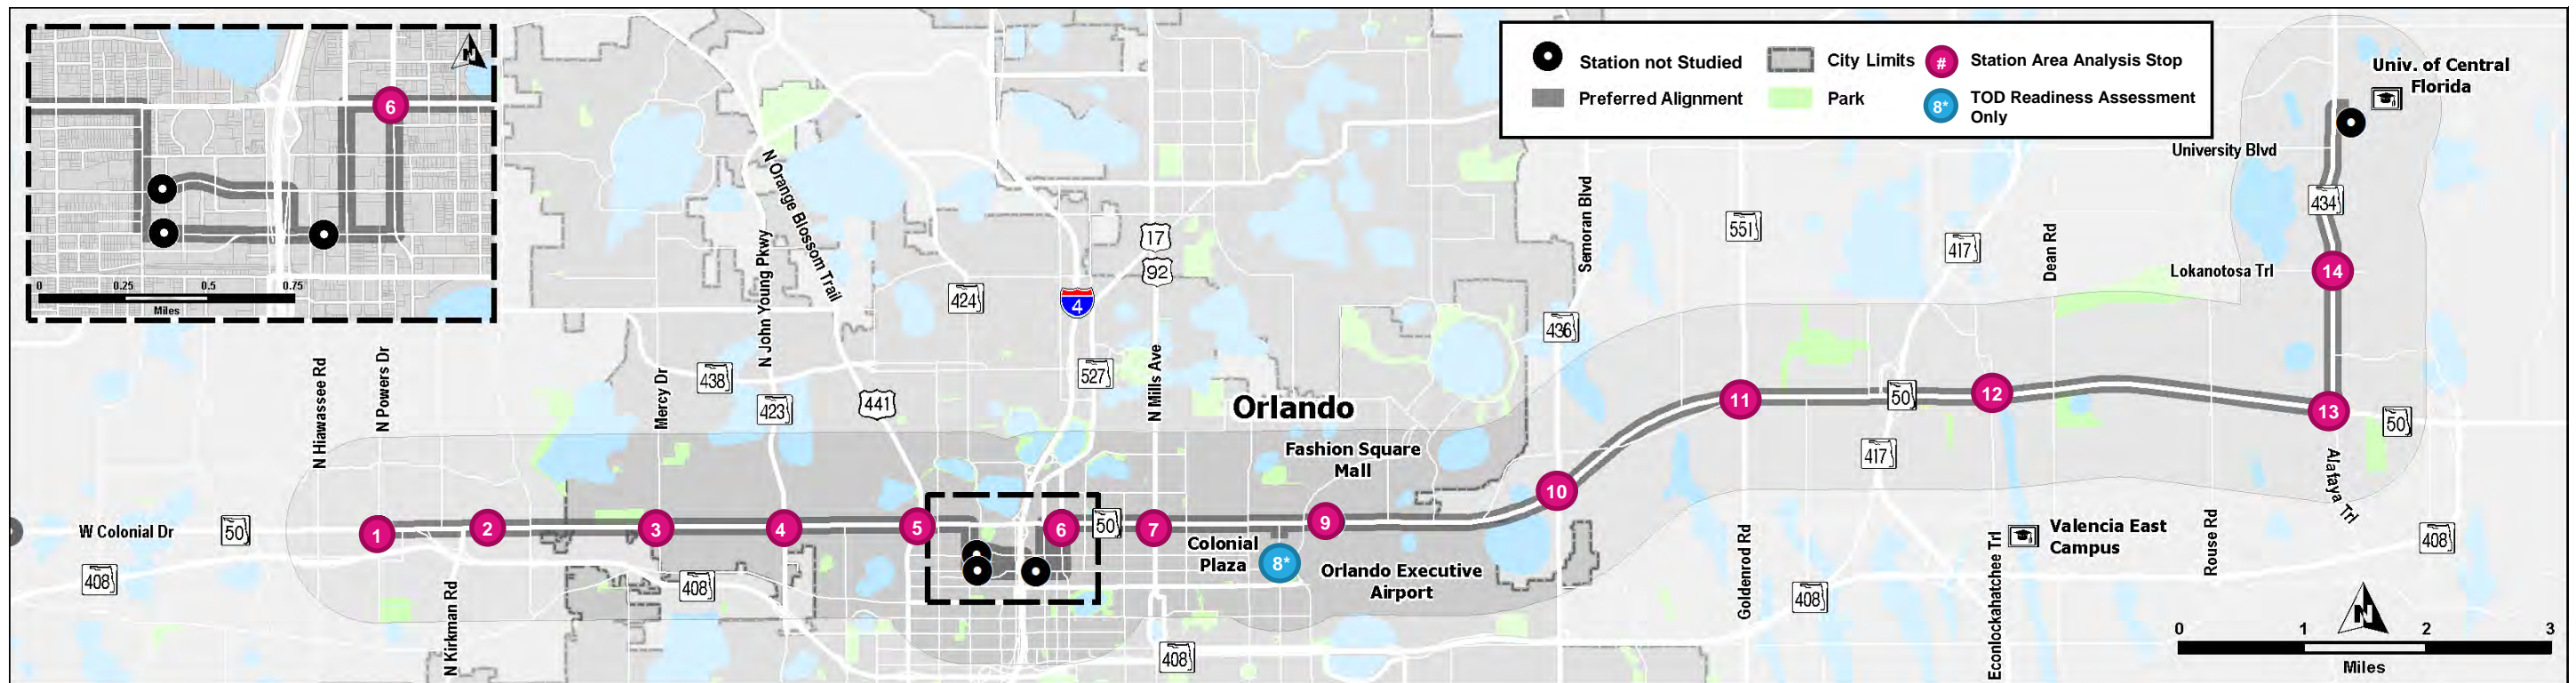 N
6
0
0.25
0.5
0.75
Miles
Station not Studied
City Limits
#
Station Area Analysis Stop
Preferred Alignment
Park
8*
TOD Readiness Assessment
Only
Univ. of Central
Florida
University Blvd
434
Lokanotosa Trl
14
N Orange Blossom Trail
N John Young Pkwy
Semoran Blvd
551
417
Dean Rd
17
92
424
4
436
438
423
441
527
N Mills Ave
Orlando
N Hiawassee Rd
N Powers Dr
Mercy Dr
Fashion Square
Mall
11
50
12
13
50
417
Alafaya Trl
10
W Colonial Dr
50
1
2
3
4
5
6
50
7
9
Colonial
Plaza
8*
Orlando Executive
Airport
Valencia East
Campus
408
N Kirkman Rd
408
408
Goldenrod Rd
408
Econlockahatchee Trl
Rouse Rd
408
N
0
1
2
3
Miles